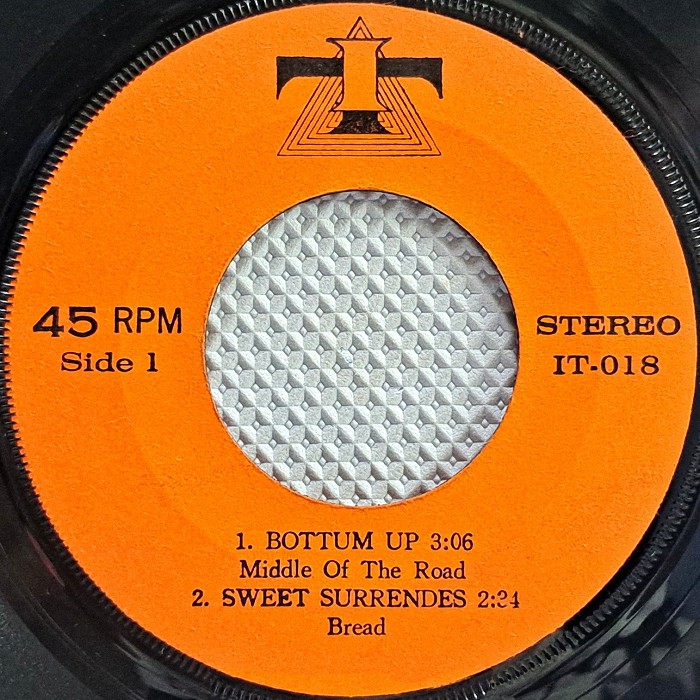 IT
45 RPM
Side 1
STEREO
IT-018
1. BOTTUM UP 3:06
Middle Of The Road
2. SWEET SURRENDES 2:34
Bread